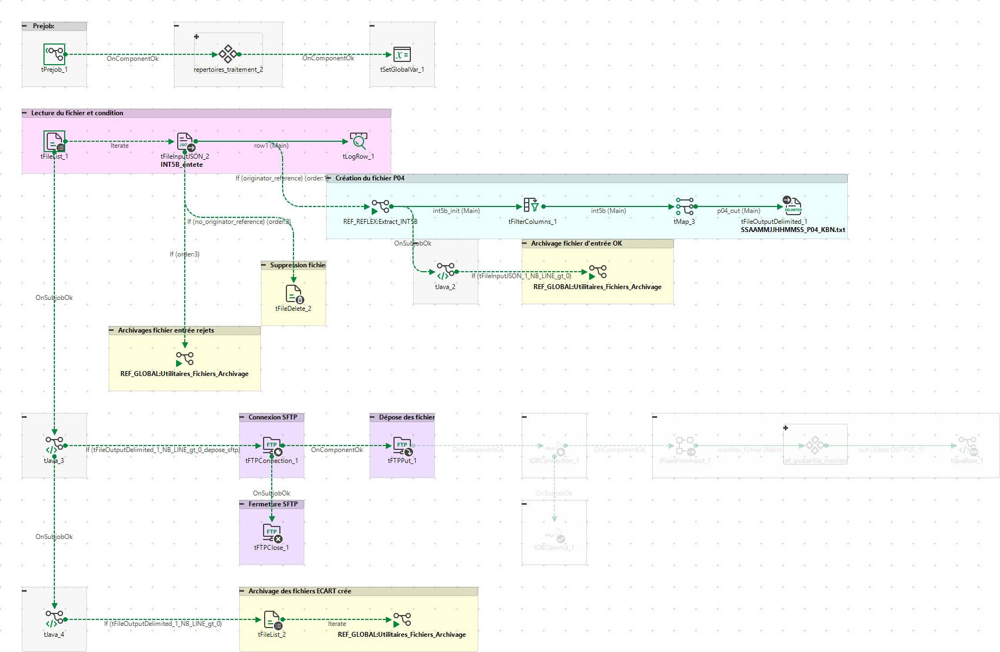 Prejob:
OnComponentOk
OnComponentOk
tPrejob_1
repertoires_traitement_2
x =
tSetGlobalVar_1
Lecture du fichier et condition
Iterate
row1 (Main)
tFileList_1
JSON
tFileInputJSON_2
INT5B_entete
tLogRow_1
If (originator_reference) (order:1)
Création du fichier P04
int5b_init (Main)
int5b (Main)
p04_out (Main)
REF_REFLEX:Extract_INT5B
tFilterColumns_1
tMap_3
DELIMITED
tFileOutputDelimited_1
SSAAMMJJHHMMSS_P04_KBN.txt
If (no_originator_reference) (order:2)
OnSubjobOk
Archivage fichier d'entrée OK
If (order:3)
Suppression fichie
If (tFileInputJSON_1_NB_LINE_gt_0)
tJava_2
REF_GLOBAL:Utilitaires_Fichiers_Archivage
OnSubjobOk
tFileDelete_2
Archivages fichier entrée rejets
REF_GLOBAL:Utilitaires_Fichiers_Archivage
Connexion SFTP
Dépose des fichier
If (tFileOutputDelimited_1_NB_LINE_gt_0_depose_sftp)
FTP
OnComponentOk
FTP
OnComponentOk
OnComponentOk
monitor_fichier (Main)
out (Joblet OUTPUT_1)
tJava_3
tFTPConnection_1
tFTPPut_1
tDBConnection_1
tFixedFlowInput_1
ref_global:file_monitor
tJavaRow_1
OnSubjobOk
OnSubjobOk
Fermeture SFTP
FTP
OnSubjobOk
tFTPClose_1
tDBCommit_1
Archivage des fichiers ECART crée
If (tFileOutputDelimited_1_NB_LINE_gt_0)
Iterate
tJava_4
tFileList_2
REF_GLOBAL:Utilitaires_Fichiers_Archivage